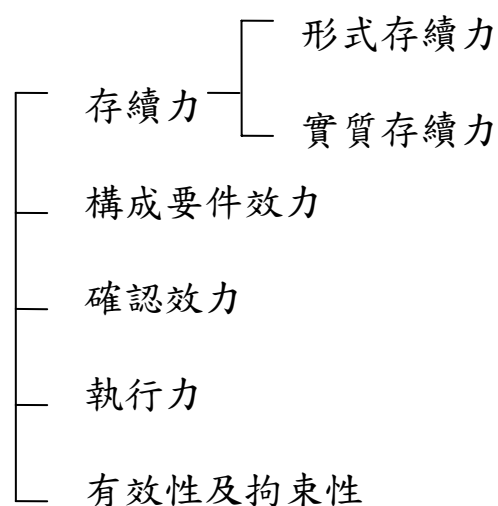 形式存續力
存續力
實質存續力
構成要件效力
確認效力
執行力
有效性及拘束性